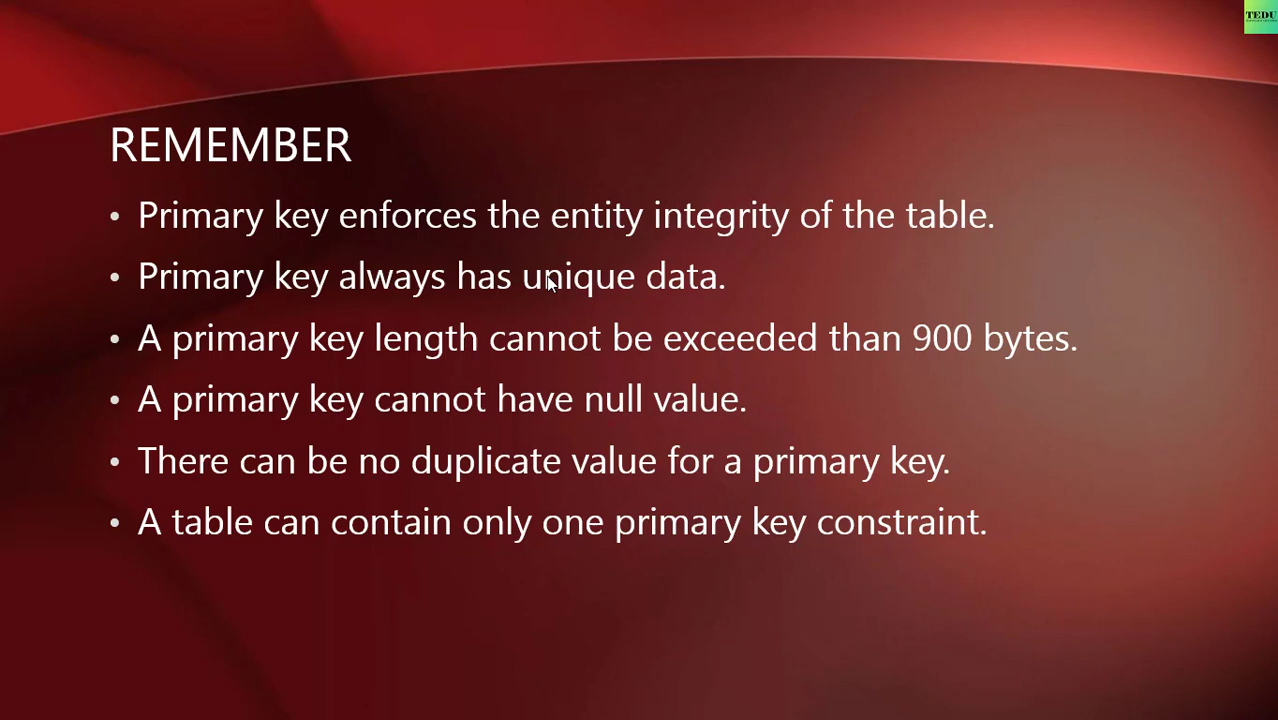 TEDU
REMEMBER
• Primary key enforces the entity integrity of the table.
• Primary key always has unique data.
• A primary key length cannot be exceeded than 900 bytes.
• A primary key cannot have null value.
• There can be no duplicate value for a primary key.
• A table can contain only one primary key constraint.